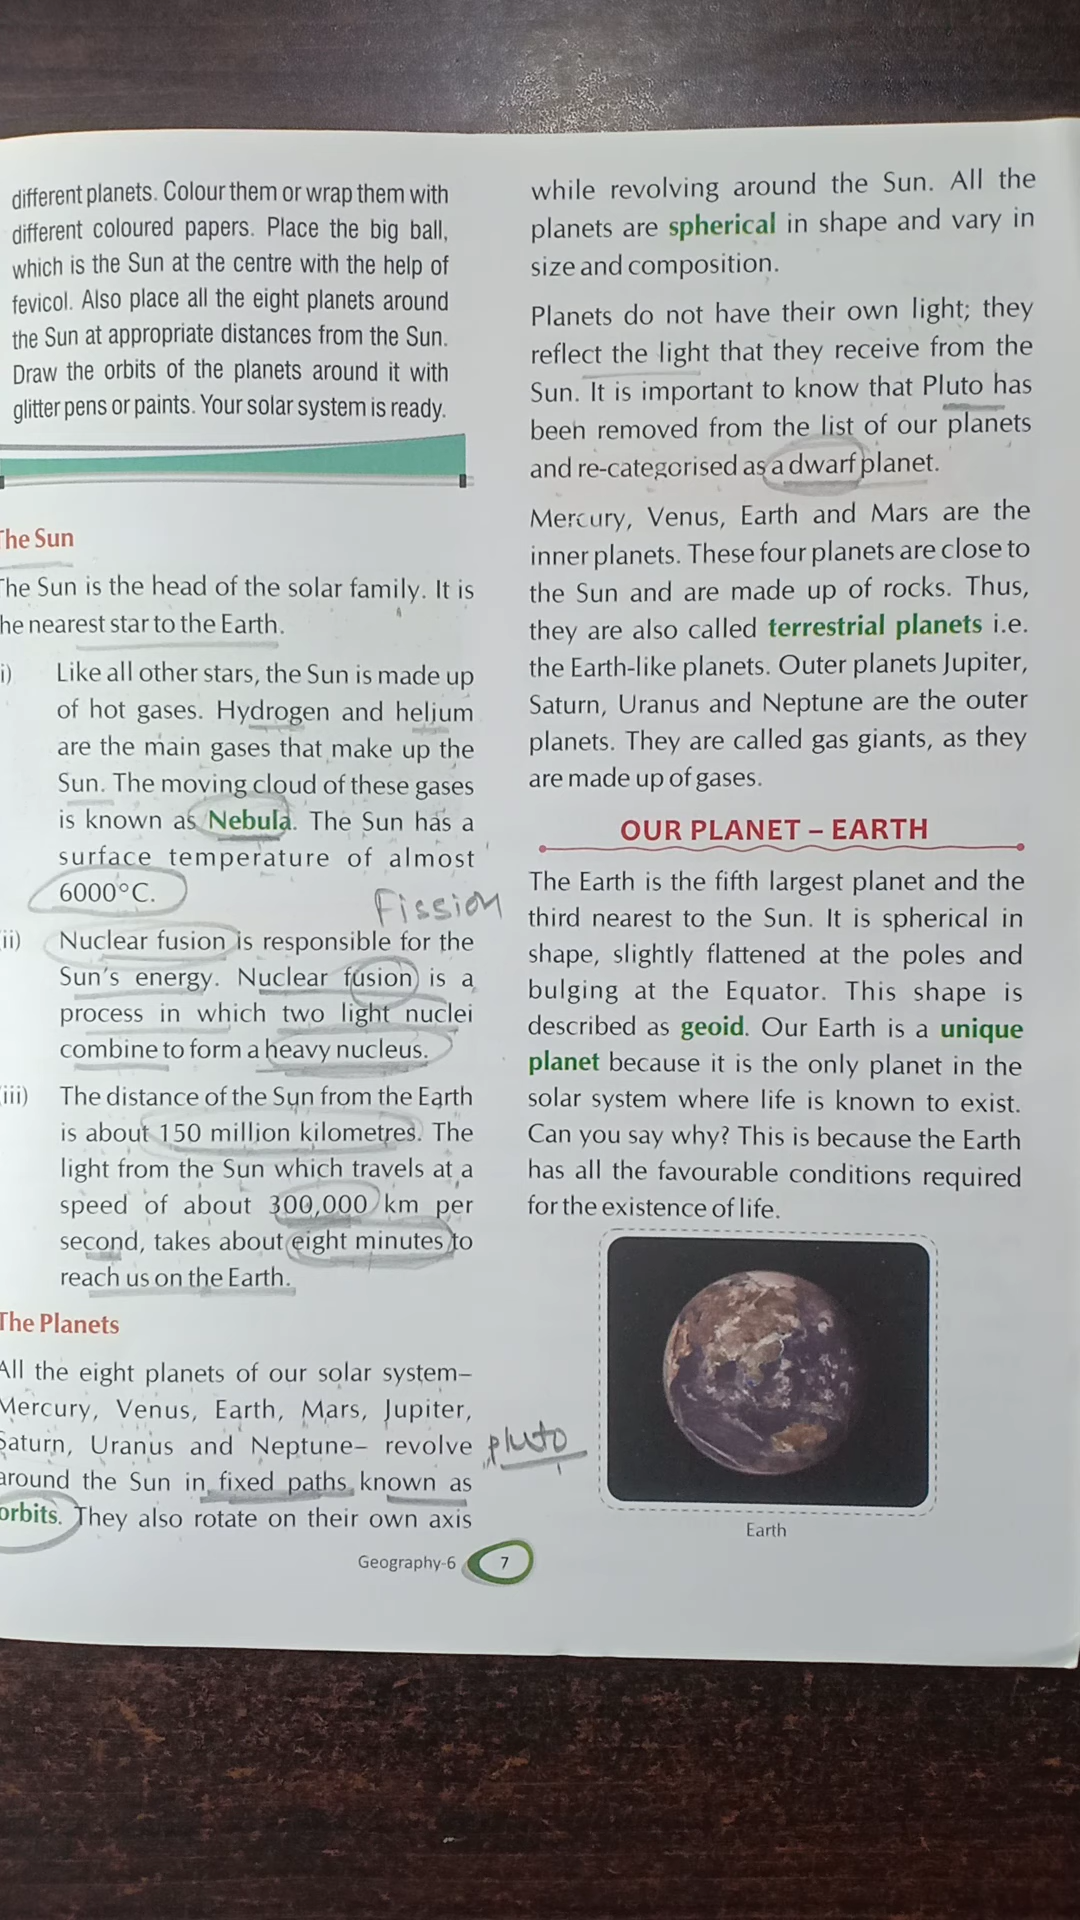 different planets. Colour them or wrap them with
different coloured papers. Place the big ball,
which is the Sun at the centre with the help of
fevicol. Also place all the eight planets around
the Sun at appropriate distances from the Sun.
Draw the orbits of the planets around it with
glitter pens or paints. Your solar system is ready.
The Sun
The Sun is the head of the solar family. It is
he nearest star to the Earth.
i) Like all other stars, the Sun is made up
of hot gases. Hydrogen and helium
are the main gases that make up the
Sun. The moving cloud of these gases
is known as Nebula. The Sun has a
surface temperature of almost
6000°C.
Fission
ii) Nuclear fusion is responsible for the
Sun's energy. Nuclear fusion is a
process in which two light nuclei
combine to form a heavy nucleus.
iii) The distance of the Sun from the Earth
is about 150 million kilometres. The
light from the Sun which travels at a
speed of about 300,000 km per
second, takes about eight minutes to
reach us on the Earth.
The Planets
All the eight planets of our solar system–
Mercury, Venus, Earth, Mars, Jupiter,
Saturn, Uranus and Neptune– revolve
pluto
around the Sun in fixed paths known as
orbits. They also rotate on their own axis
while revolving around the Sun. All the
planets are spherical in shape and vary in
size and composition.
Planets do not have their own light; they
reflect the light that they receive from the
Sun. It is important to know that Pluto has
been removed from the list of our planets
and re-categorised as a dwarf planet.
Mercury, Venus, Earth and Mars are the
inner planets. These four planets are close to
the Sun and are made up of rocks. Thus,
they are also called terrestrial planets i.e.
the Earth-like planets. Outer planets Jupiter,
Saturn, Uranus and Neptune are the outer
planets. They are called gas giants, as they
are made up of gases.
OUR PLANET – EARTH
The Earth is the fifth largest planet and the
third nearest to the Sun. It is spherical in
shape, slightly flattened at the poles and
bulging at the Equator. This shape is
described as geoid. Our Earth is a unique
planet because it is the only planet in the
solar system where life is known to exist.
Can you say why? This is because the Earth
has all the favourable conditions required
for the existence of life.
Earth
Geography-6 7